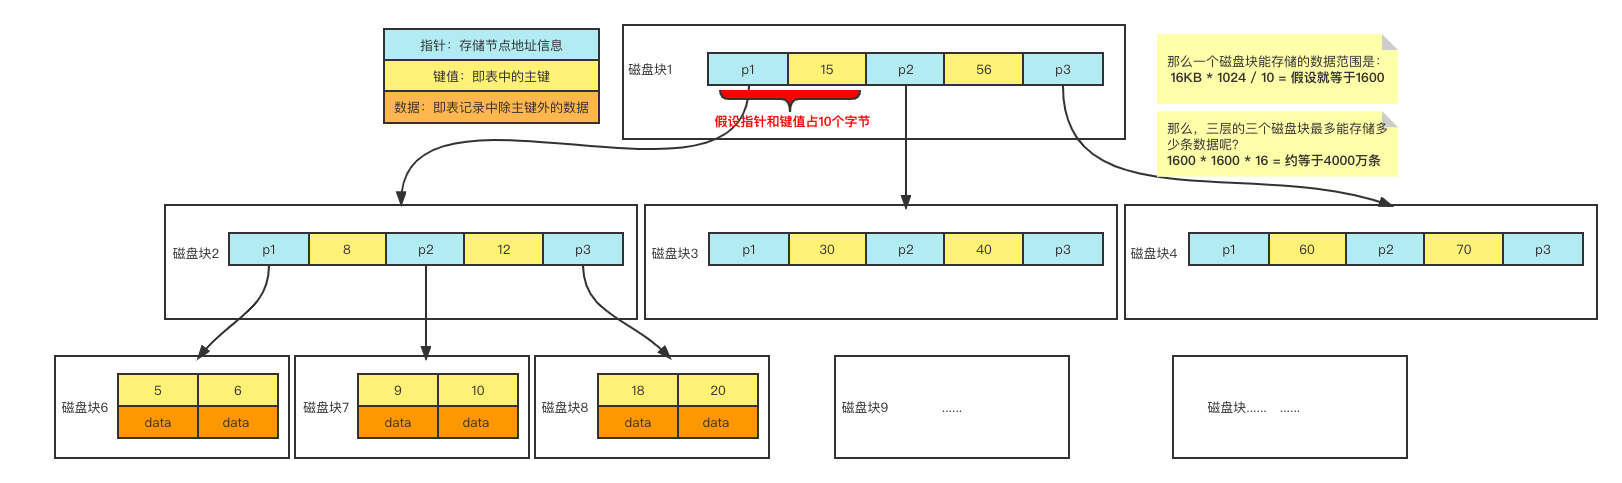 指针：存储节点地址信息
键值：即表中的主键
数据：即表记录中除主键外的数据
磁盘块1
p1 15 p2 56 p3
假设指针和键值占10个字节
那么一个磁盘块能存储的数据范围是：
16KB * 1024 / 10 = 假设就等于1600
那么，三层的三个磁盘块最多能存储多
少条数据呢？
1600 * 1600 * 16 = 约等于4000万条
磁盘块2
p1 8 p2 12 p3
磁盘块3
p1 30 p2 40 p3
磁盘块4
p1 60 p2 70 p3
磁盘块6
5 6
data data
磁盘块7
9 10
data data
磁盘块8
18 20
data data
磁盘块9 ......
磁盘块...... ......